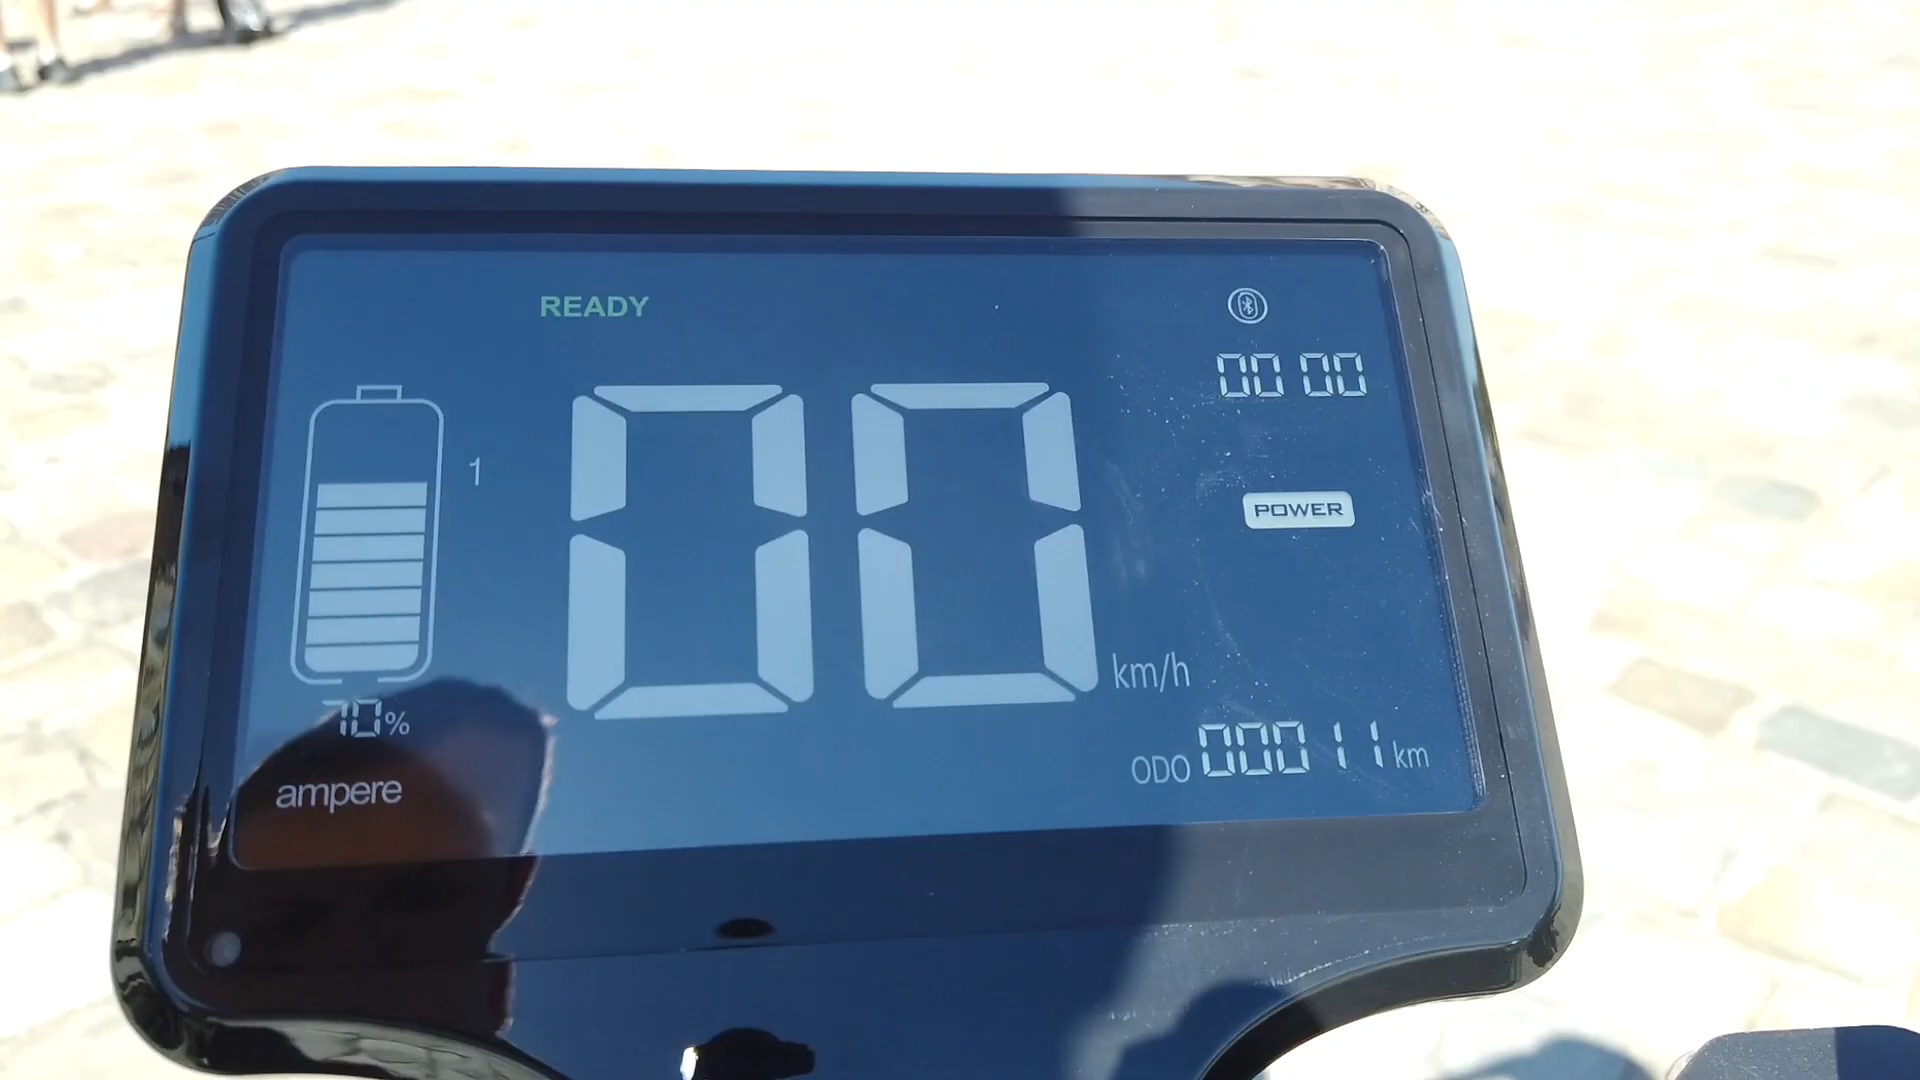 READY
00 00
1
00 km/h
POWER
70%
ODO 00011 km
ampere